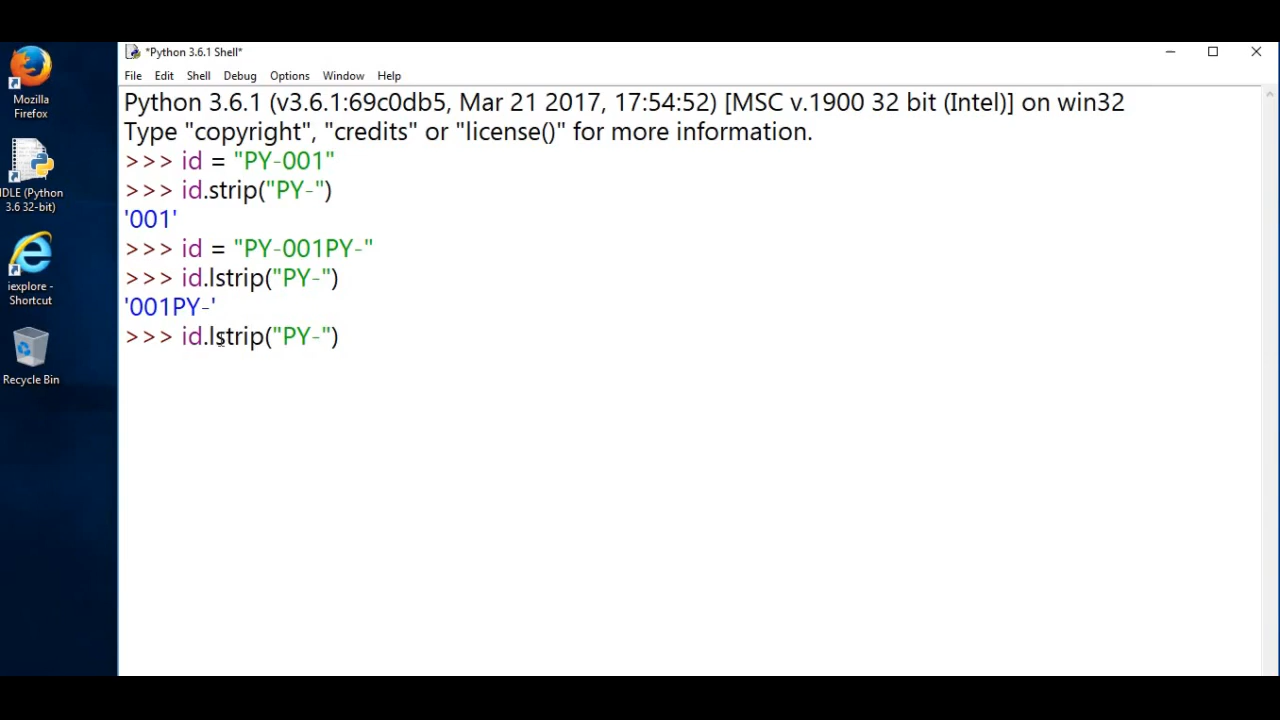 *Python 3.6.1 Shell*
File Edit Shell Debug Options Window Help
Python 3.6.1 (v3.6.1:69c0db5, Mar 21 2017, 17:54:52) [MSC v.1900 32 bit (Intel)] on win32
Type "copyright", "credits" or "license()" for more information.
>>> id = "PY-001"
>>> id.strip("PY-")
'001'
>>> id = "PY-001PY-"
>>> id.lstrip("PY-")
'001PY-'
>>> id.lstrip("PY-")
Mozilla
Firefox
IDLE (Python
3.6 32-bit)
iexplore -
Shortcut
Recycle Bin